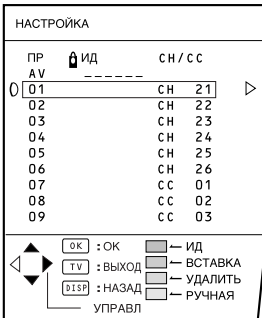 НАСТРОЙКА
ПР ИД CH/CC
AV ------
01 CH 21
02 CH 22
03 CH 23
04 CH 24
05 CH 25
06 CH 26
07 CC 01
08 CC 02
09 CC 03
OK : ОК ИД
TV : ВЫХОД ВСТАВКА
DISP : НАЗАД УДАЛИТЬ
УПРАВЛ РУЧНАЯ